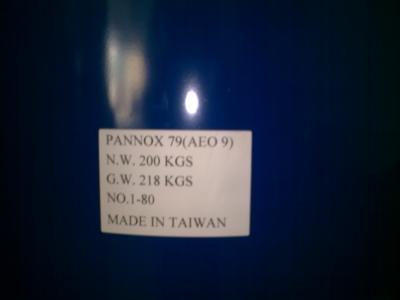 PANNOX 79(AEO 9)
N.W. 200 KGS
G.W. 218 KGS
NO.1-80
MADE IN TAIWAN